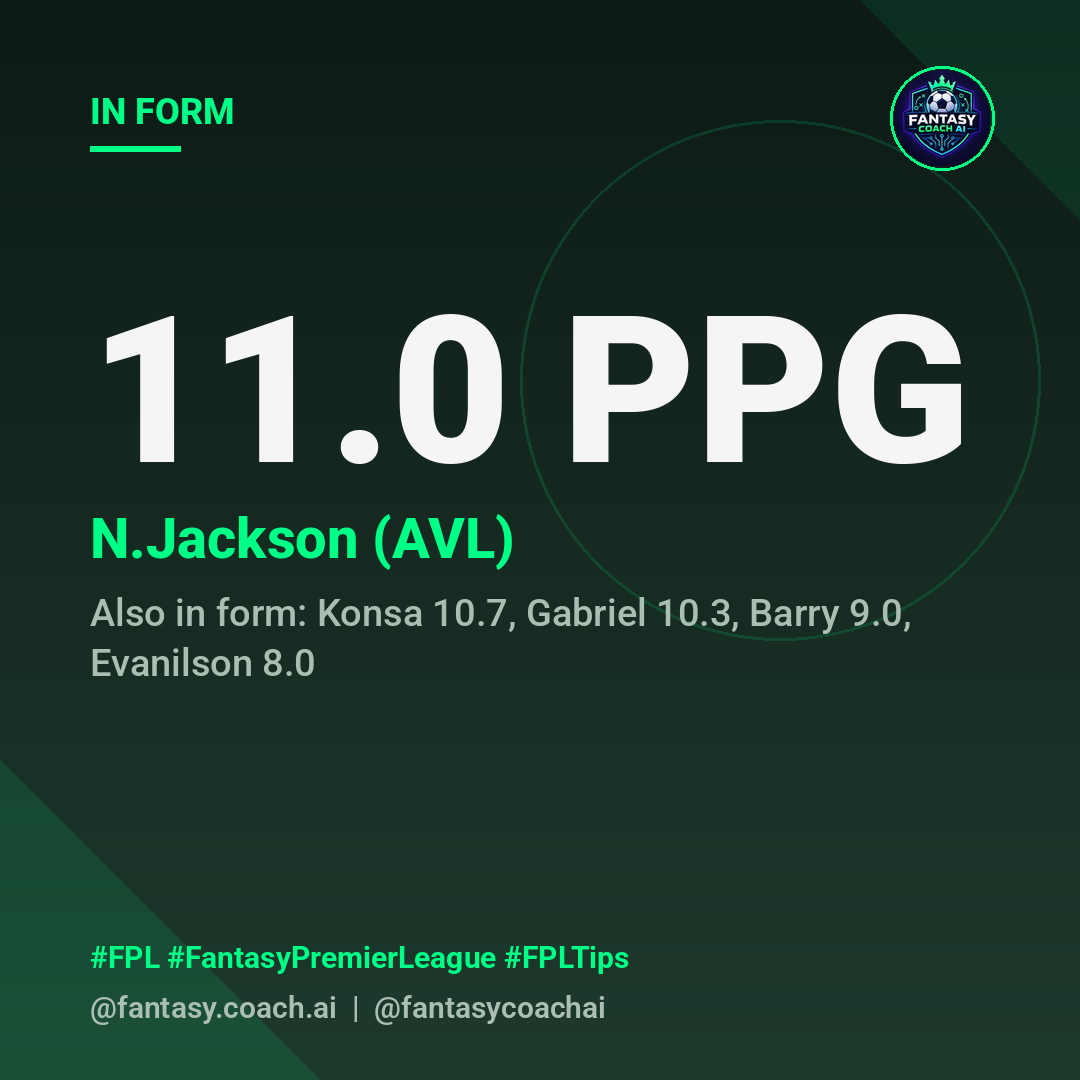 IN FORM
FANTASY
COACH AI
11.0 PPG
N.Jackson (AVL)
Also in form: Konsa 10.7, Gabriel 10.3, Barry 9.0,
Evanilson 8.0
#FPL #FantasyPremierLeague #FPLTips
@fantasy.coach.ai | @fantasycoachai